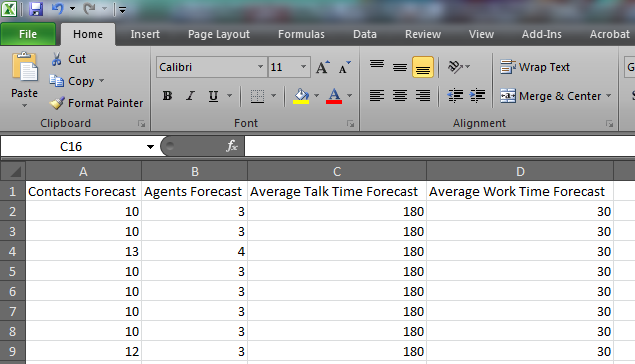 File Home Insert Page Layout Formulas Data Review View Add-Ins Acrobat
Cut
Copy
Format Painter
Paste
Calibri 11 A A
B I U A
Wrap Text
Merge & Center
Clipboard Font Alignment
C16 fx
A B C D
1 Contacts Forecast Agents Forecast Average Talk Time Forecast Average Work Time Forecast
2 10 3 180 30
3 10 3 180 30
4 13 4 180 30
5 10 3 180 30
6 10 3 180 30
7 10 3 180 30
8 10 3 180 30
9 12 3 180 30